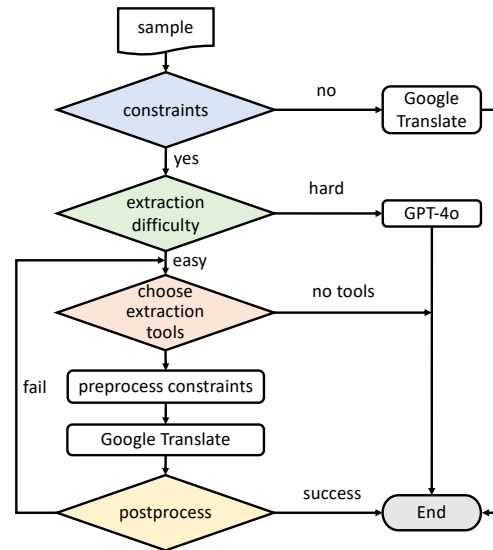 sample
constraints
no
Google
Translate
yes
extraction
difficulty
hard
GPT-4o
easy
choose
extraction
tools
no tools
preprocess constraints
fail
Google Translate
postprocess
success
End